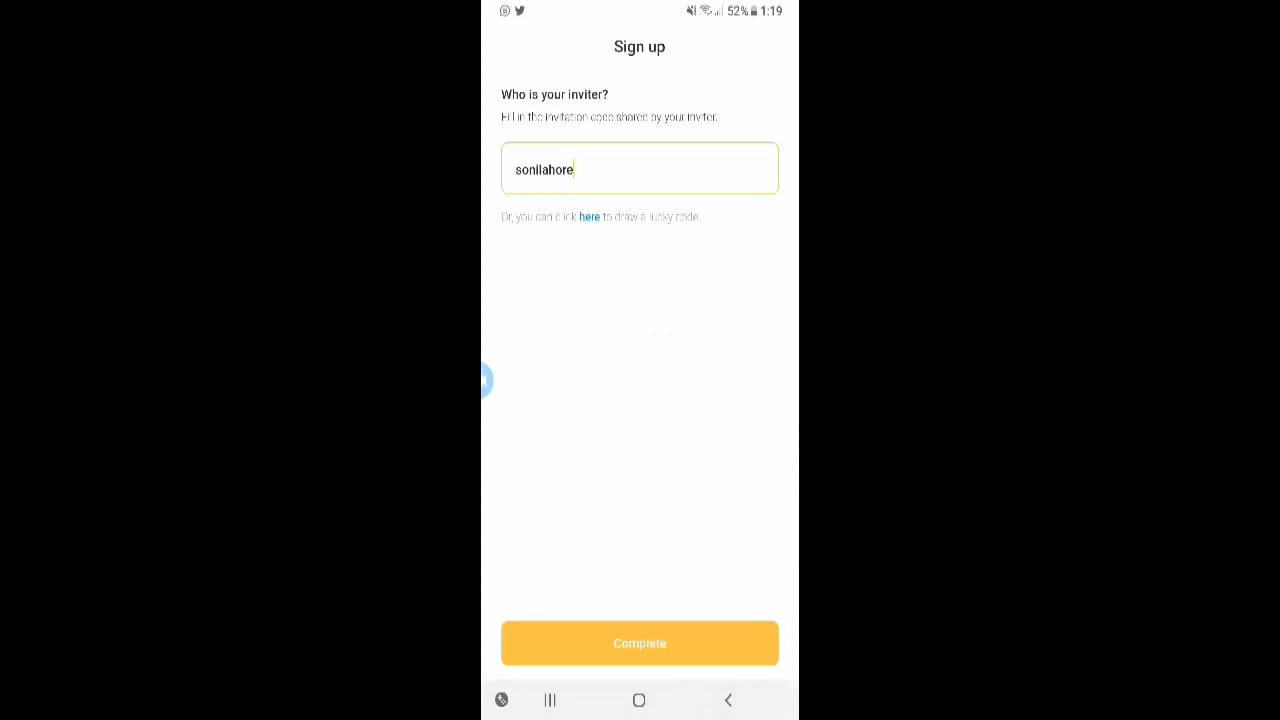 52% 1:19
Sign up
Who is your inviter?
Fill in the invitation code shared by your inviter.
sonilahore
Or, you can click here to draw a lucky code.
Complete